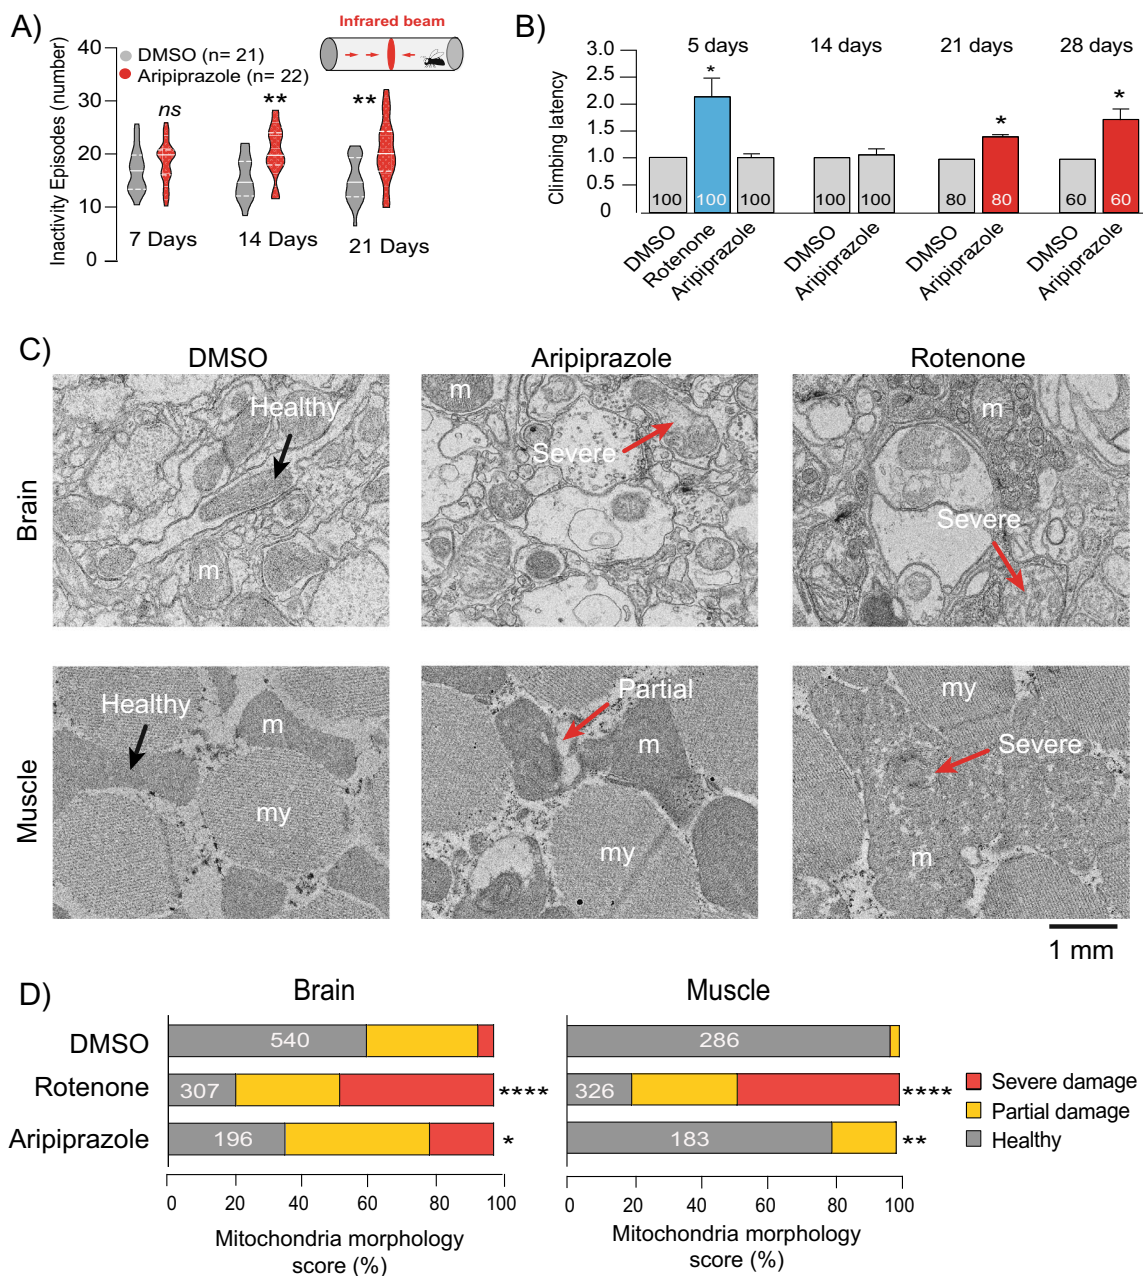 A)
Infrared beam
DMSO (n= 21)
Aripiprazole (n= 22)
Inactivity Episodes (number)
40
30
20
10
0
ns
**
**
7 Days
14 Days
21 Days
B)
5 days
14 days
21 days
28 days
Climbing latency
3.0
2.5
2.0
1.5
1.0
0.5
0
*
*
*
100
100
100
100
100
80
80
60
60
DMSO
Rotenone
Aripiprazole
DMSO
Aripiprazole
DMSO
Aripiprazole
DMSO
Aripiprazole
C)
DMSO
Aripiprazole
Rotenone
Brain
Healthy
m
m
Severe
m
Severe
Muscle
Healthy
m
my
Partial
m
my
my
Severe
m
1 mm
D)
Brain
Muscle
DMSO
540
286
Rotenone
307
****
326
****
Aripiprazole
196
*
183
**
Severe damage
Partial damage
Healthy
0 20 40 60 80 100
0 20 40 60 80 100
Mitochondria morphology
score (%)
Mitochondria morphology
score (%)